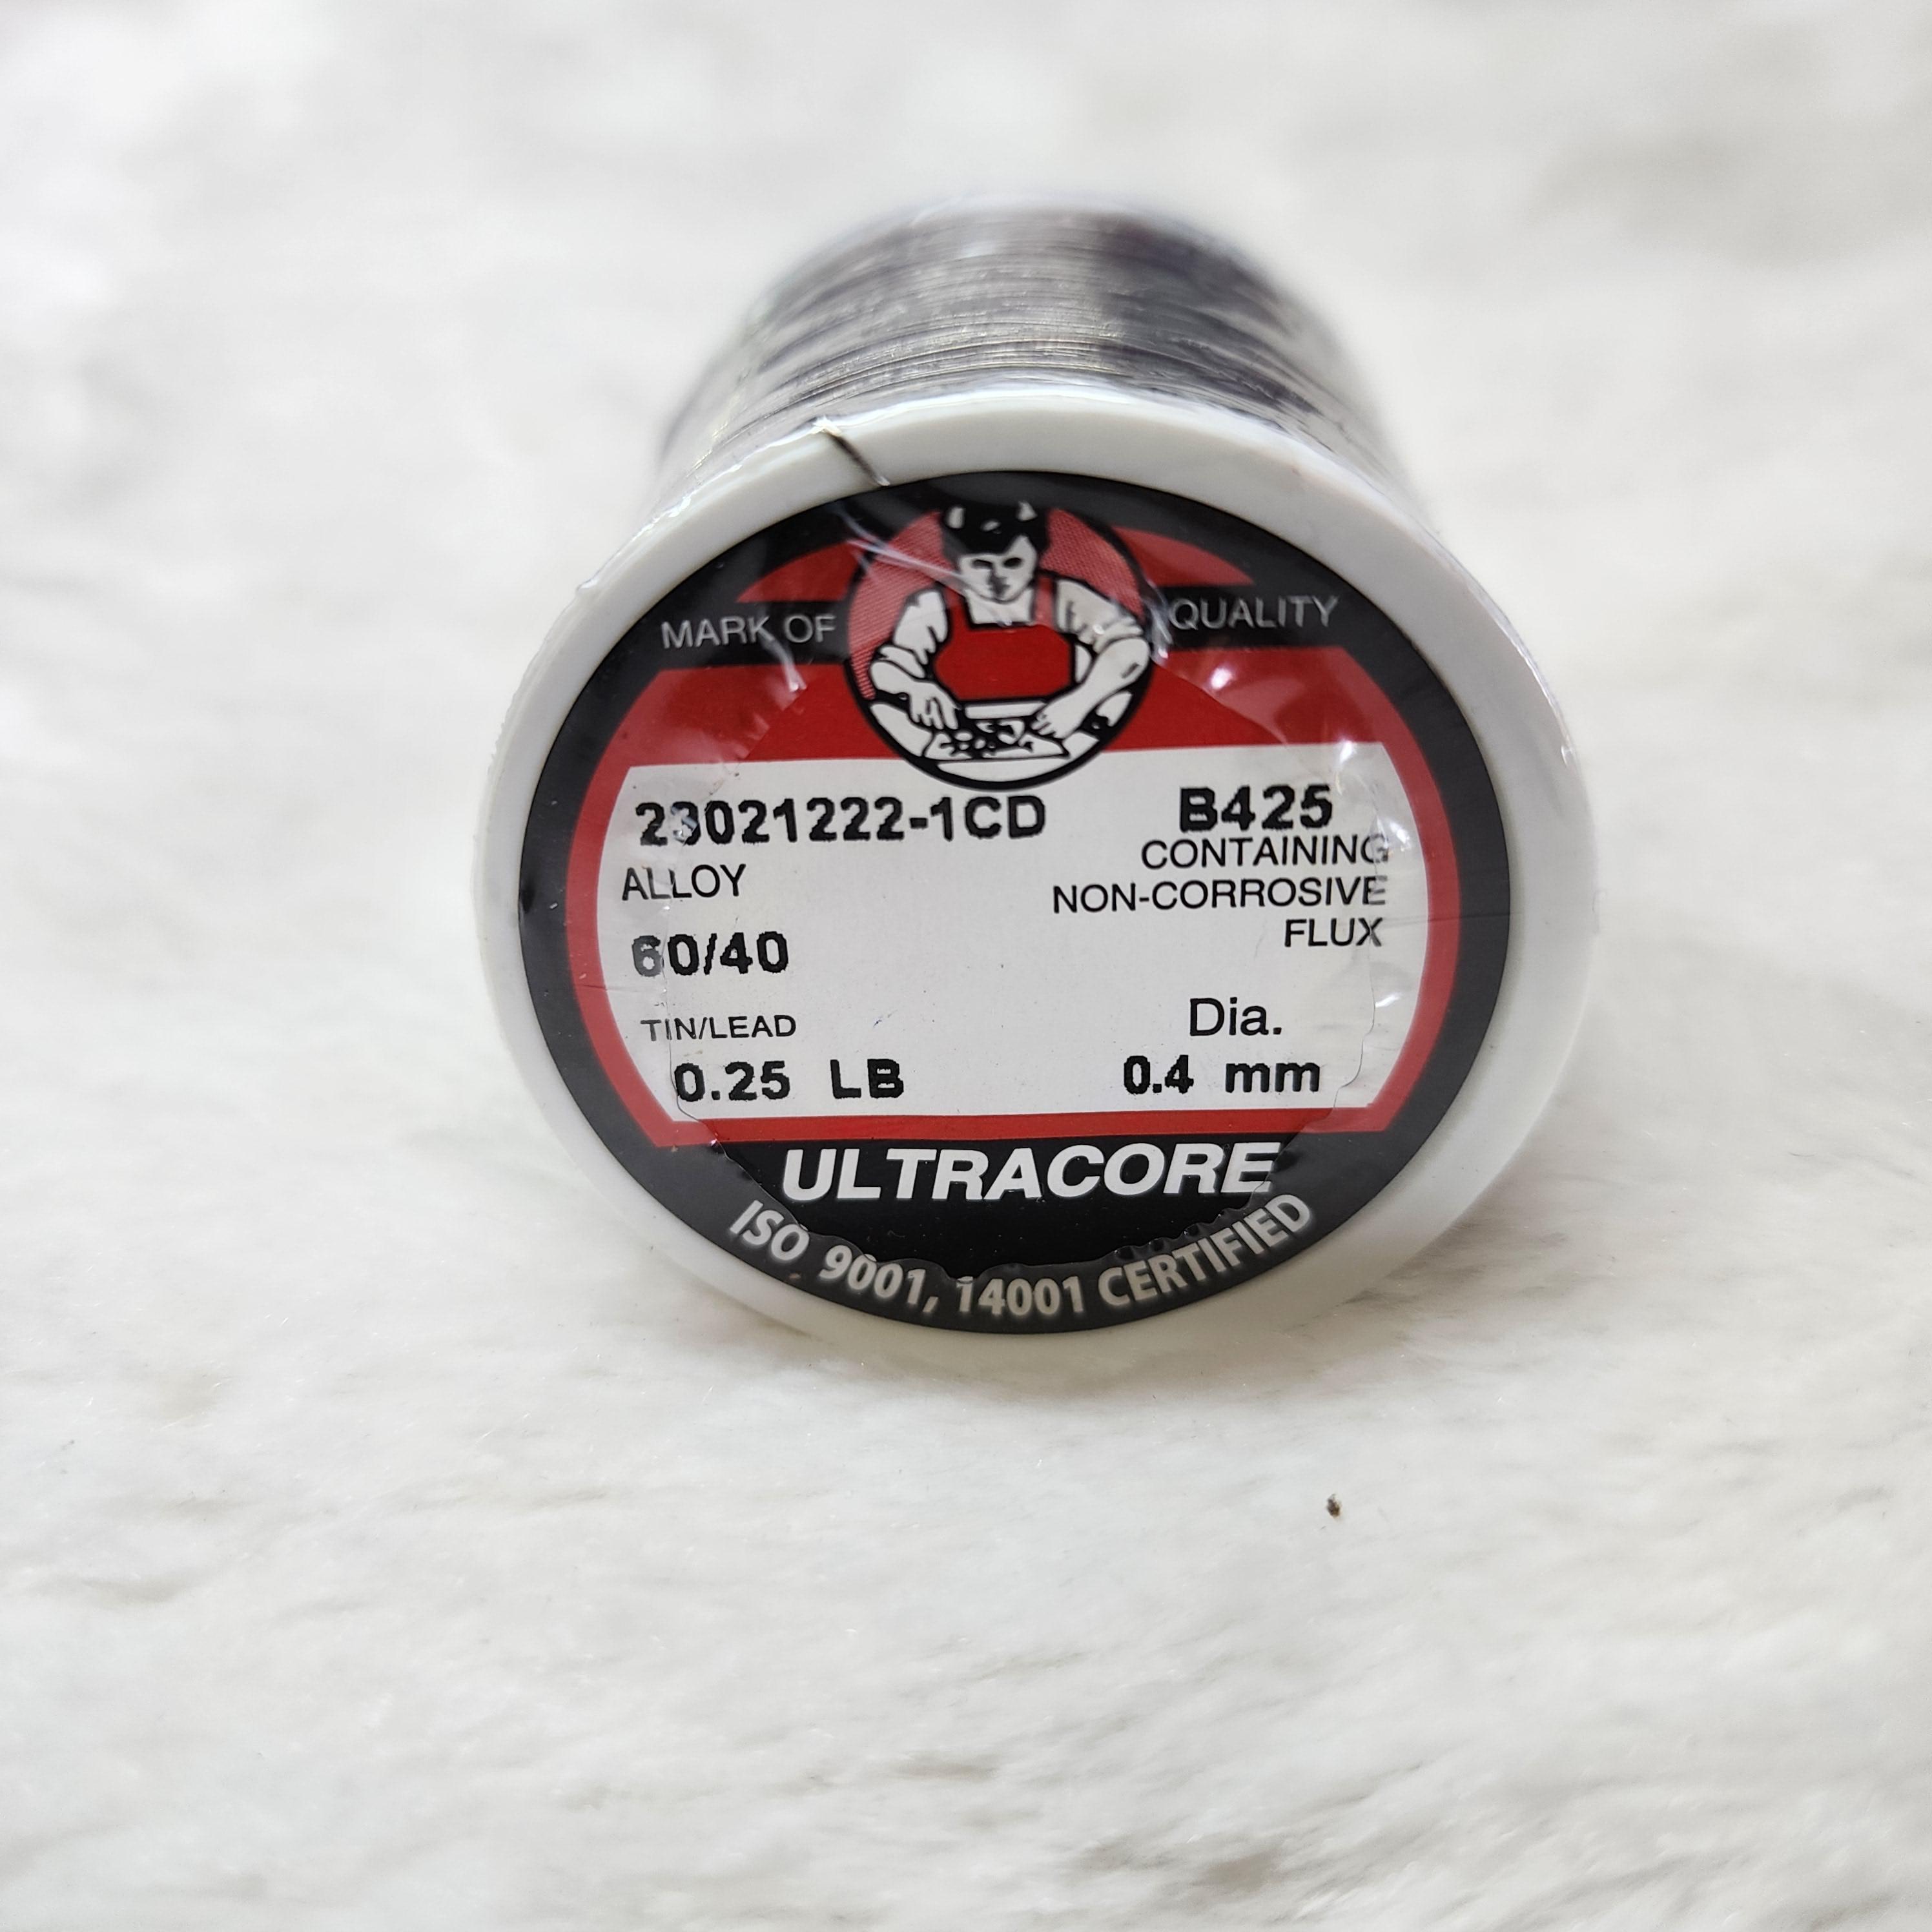 MARK OF QUALITY
23021222-1CD B425
CONTAINING
ALLOY
NON-CORROSIVE
FLUX
60/40
TIN/LEAD Dia.
0.25 LB 0.4 mm
ULTRACORE
ISO 9001, 14001 CERTIFIED